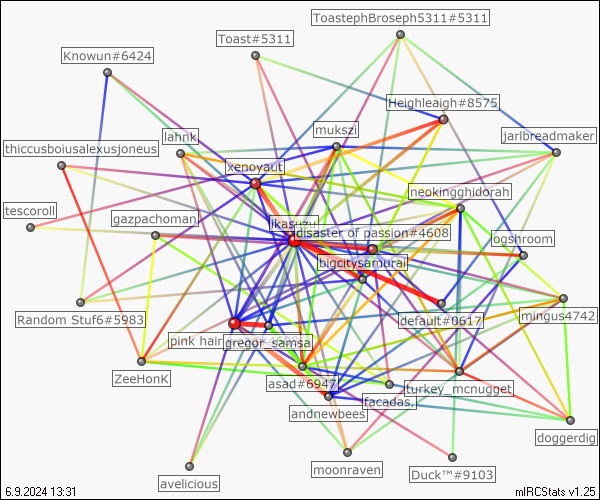 ToastephBroseph5311#5311
Toast#5311
Knowun#6424
Heighleaigh#8575
mukszi
lahnk
jarlbreadmaker
thiccusboiusalexusjoneus
xenoyaut
neokingghidorah
tescoroll
gazpachoman
jkasuzu
disaster of passion#4608
ogshroom
bigcitysamurai
Random Stuf6#5983
default#0617
mingus4742
pink hair
gregor_samsa
ZeeHonK
asad#6947
turkey_mcnugget
facadas.
andnewbees
doggerdig
moonraven
Duck™#9103
avelicious
6.9.2024 13:31
mIRCStats v1.25